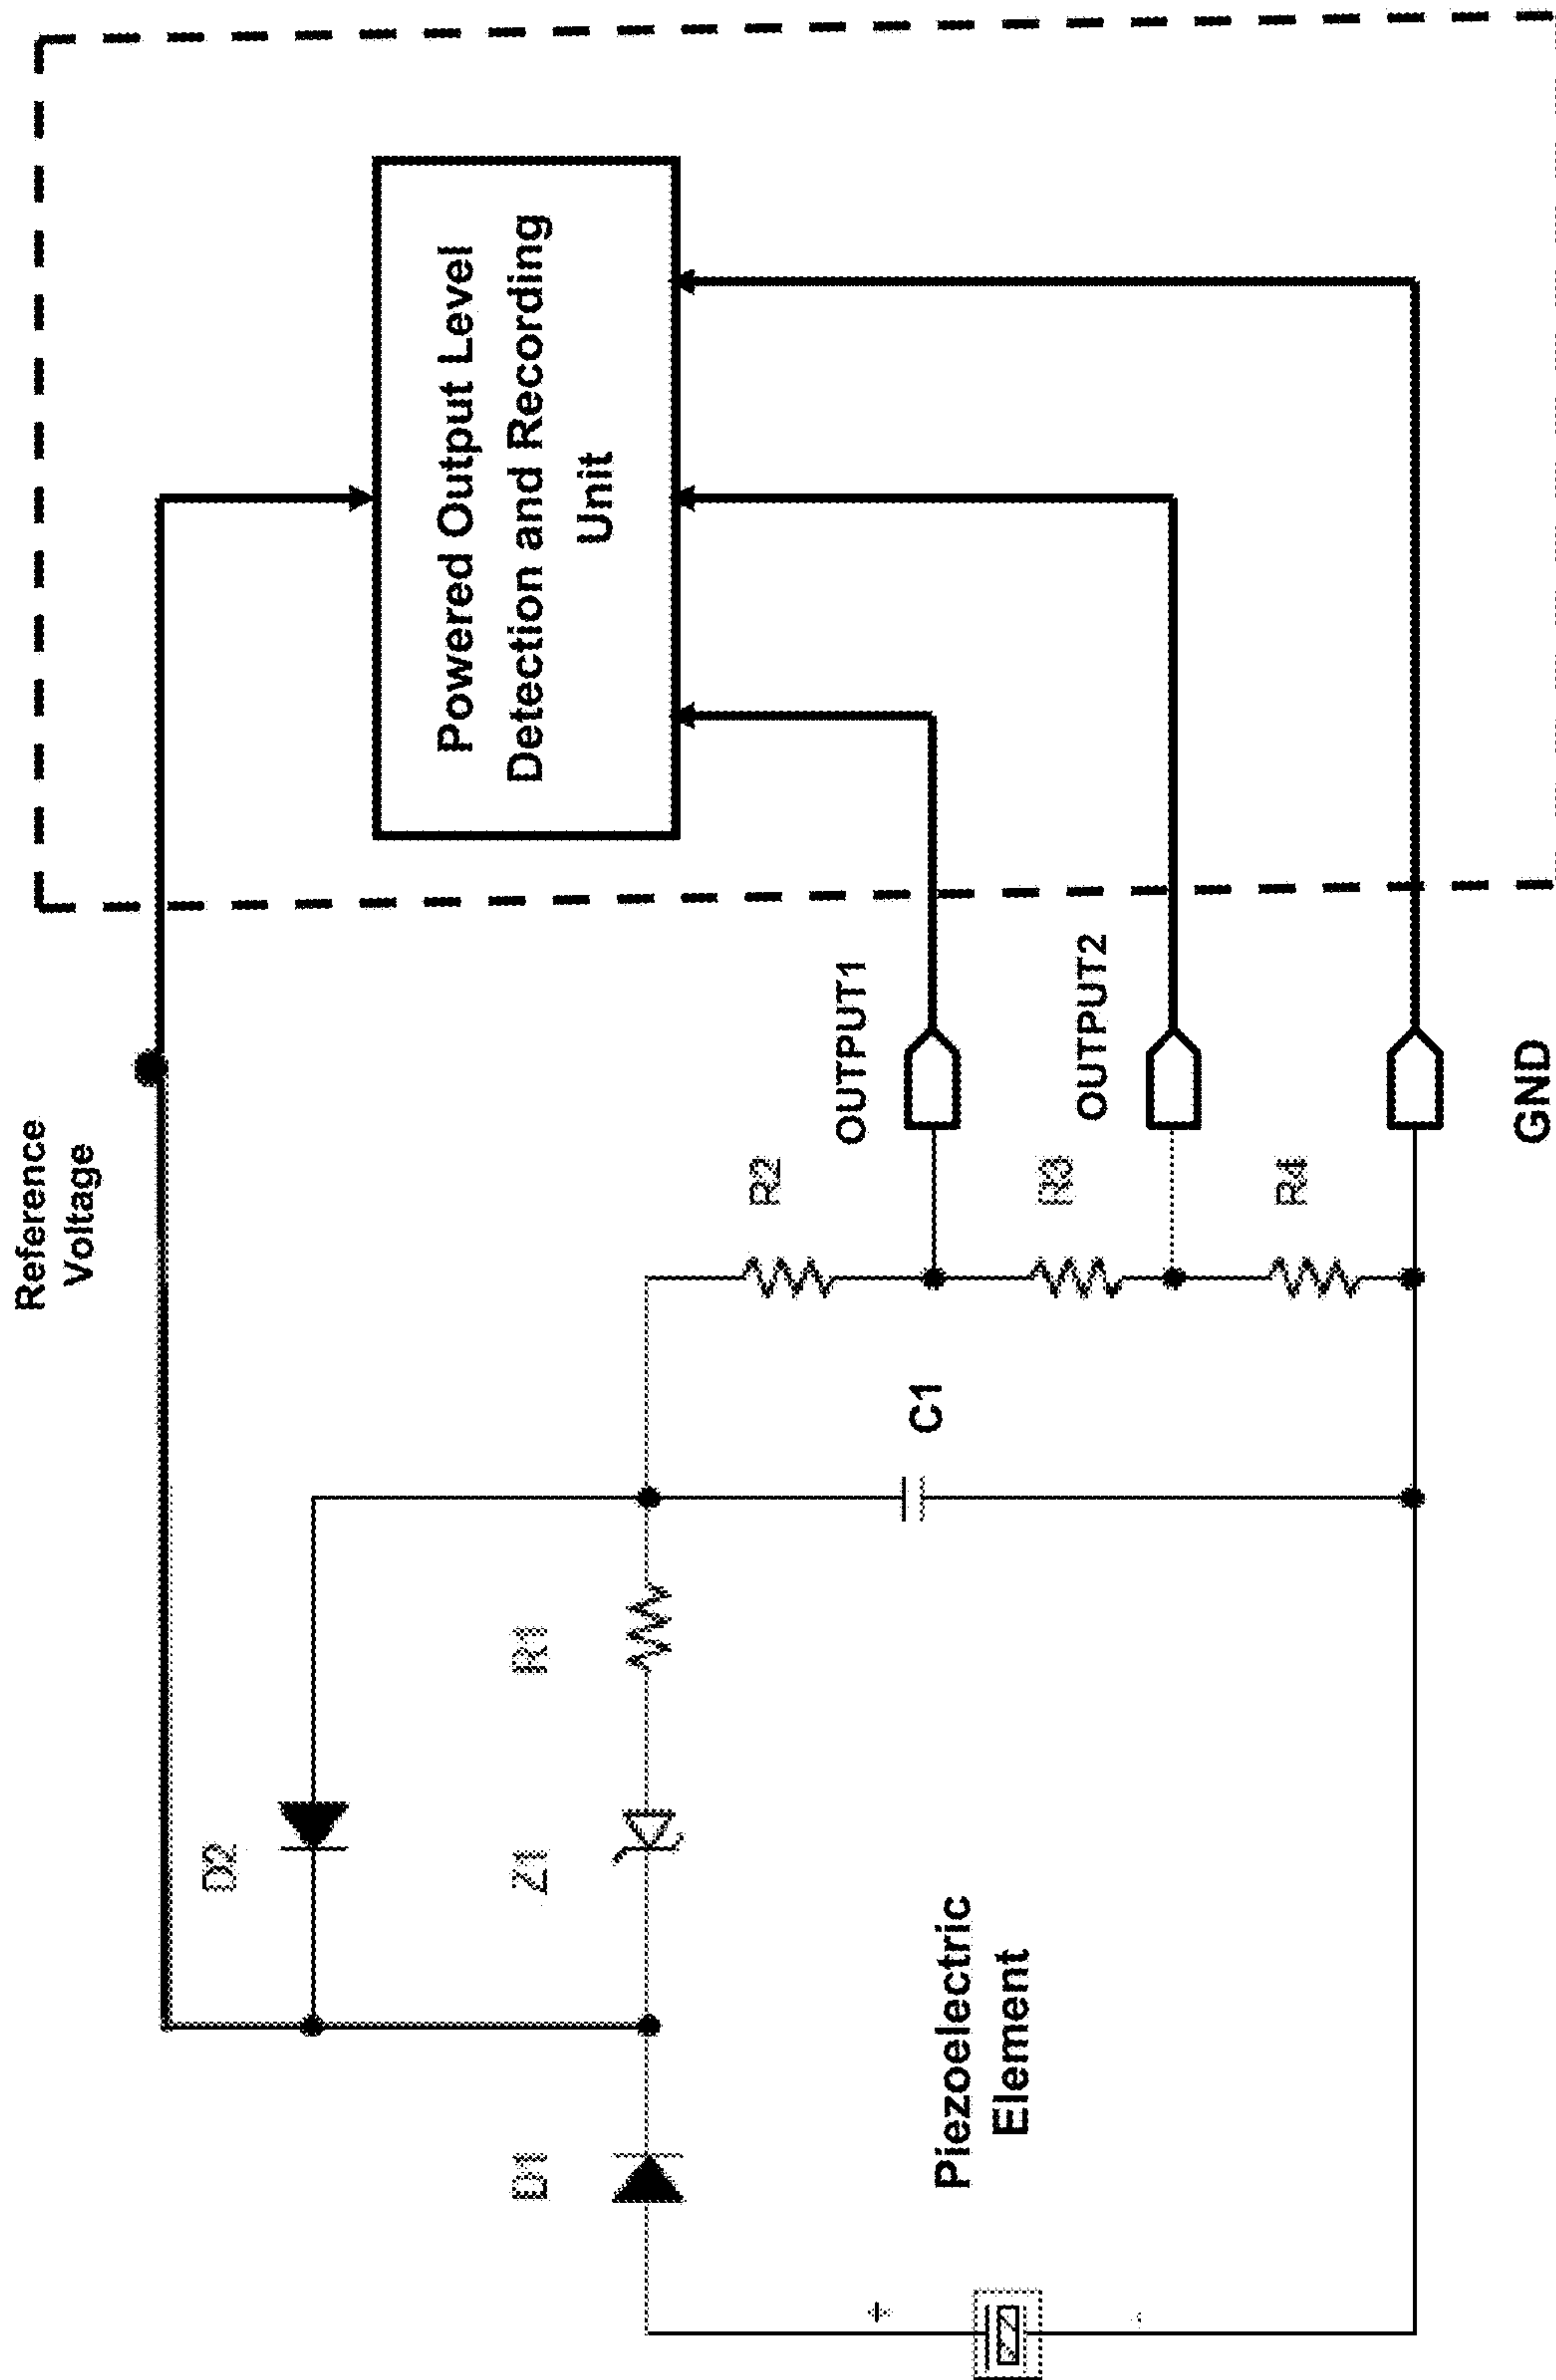 Reference
Voltage
Powered Output Level
Detection and Recording
Unit
D2
D1
Z1
R1
R2
OUTPUT1
C1
R3
OUTPUT2
R4
GND
Piezoelectric
Element
+
-